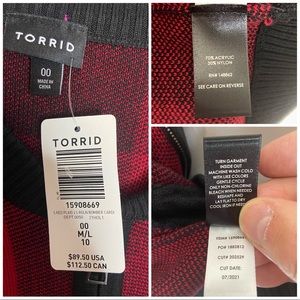 TORRID
00
MADE IN
CHINA
TORRID
15908669
00
M/L
10
$89.50 USA
$112.50 CAN
70% ACRYLIC
30% NYLON
RN# 148662
SEE CARE ON REVERSE
TURN GARMENT
INSIDE OUT
MACHINE WASH COLD
WITH LIKE COLORS
GENTLE CYCLE
ONLY NON-CHLORINE
BLEACH WHEN NEEDED
RESHAPE AND
LAY FLAT TO DRY
COOL IRON IF NEEDED
CUT DATE:
07/2021